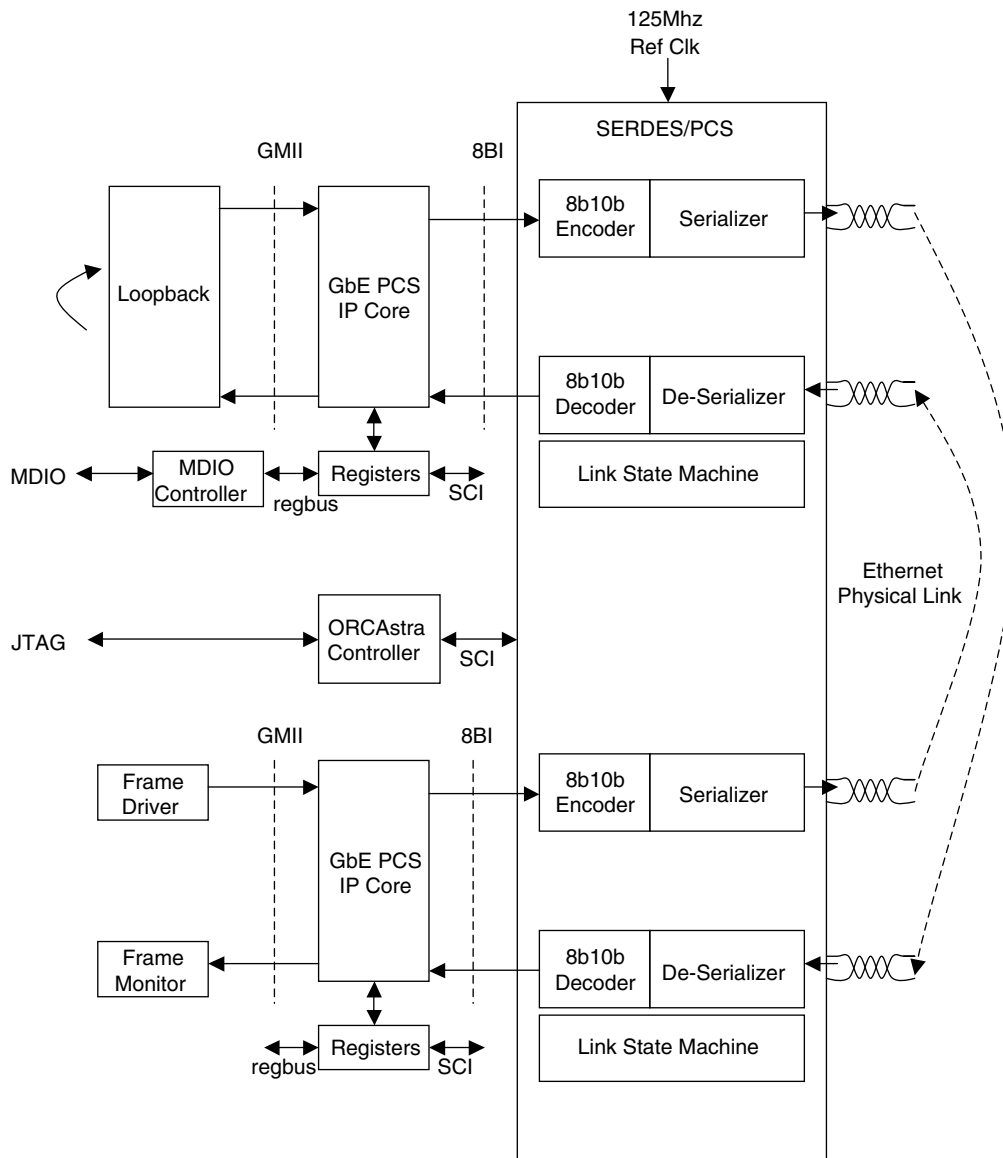 125Mhz
Ref Clk
SERDES/PCS
GMII
8BI
8b10b
Encoder
Serializer
Loopback
GbE PCS
IP Core
8b10b
Decoder
De-Serializer
MDIO
MDIO
Controller
regbus
Registers
SCI
Link State Machine
Ethernet
Physical Link
JTAG
ORCAstra
Controller
SCI
GMII
8BI
Frame
Driver
8b10b
Encoder
Serializer
GbE PCS
IP Core
Frame
Monitor
8b10b
Decoder
De-Serializer
regbus
Registers
SCI
Link State Machine